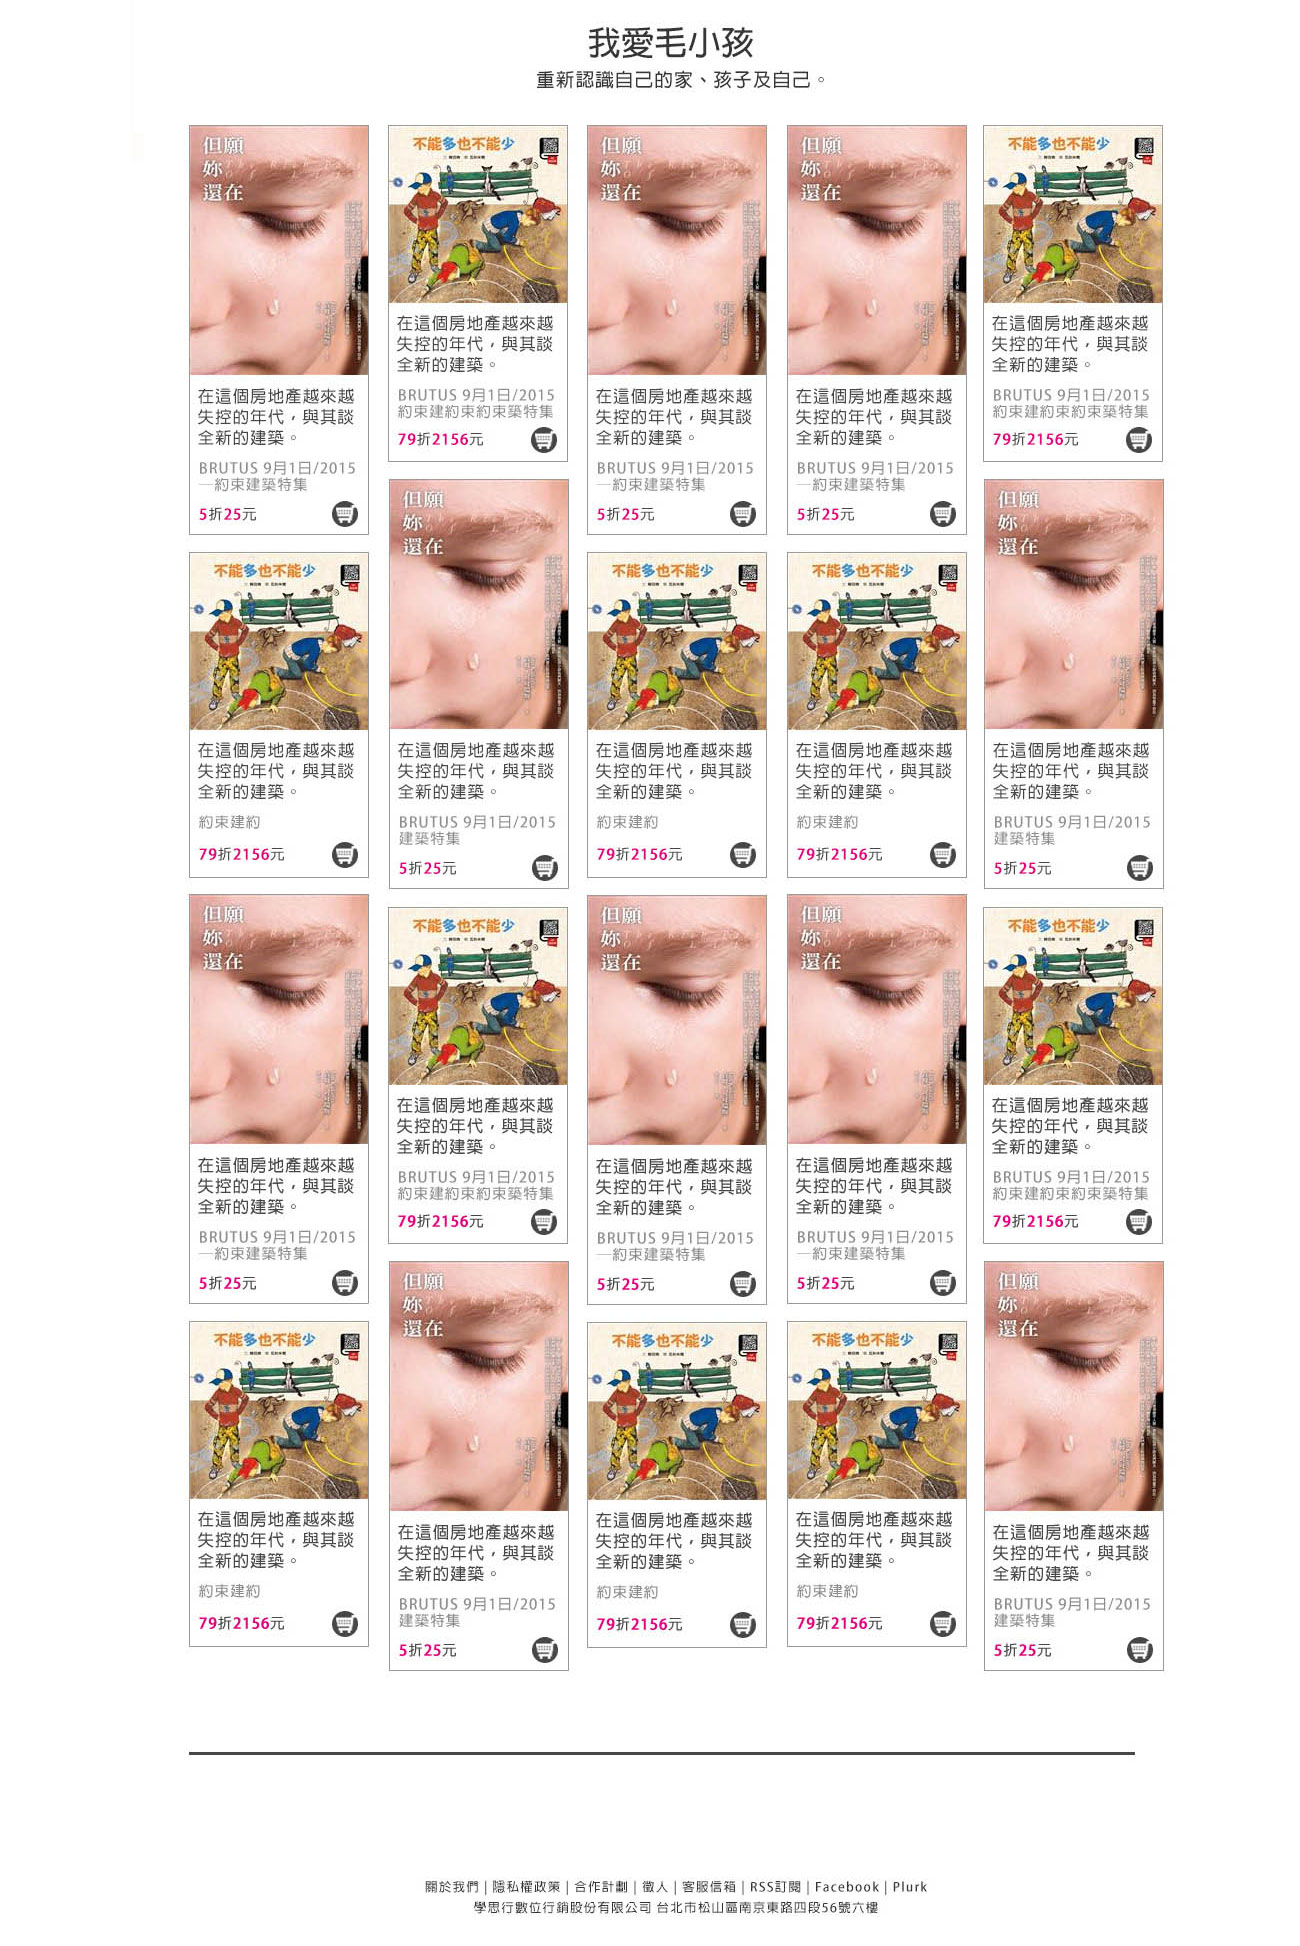 我愛毛小孩
重新認識自己的家、孩子及自己。
但願
妳
還在
在這個房地產越來越
失控的年代，與其談
全新的建築。
BRUTUS 9月1日/2015
─約束建築特集
5折25元
不能多也不能少
在這個房地產越來越
失控的年代，與其談
全新的建築。
約束建約
79折2156元
但願
妳
還在
在這個房地產越來越
失控的年代，與其談
全新的建築。
BRUTUS 9月1日/2015
─約束建築特集
5折25元
不能多也不能少
在這個房地產越來越
失控的年代，與其談
全新的建築。
約束建約
79折2156元
不能多也不能少
在這個房地產越來越
失控的年代，與其談
全新的建築。
BRUTUS 9月1日/2015
約束建約束約束築特集
79折2156元
但願
妳
還在
在這個房地產越來越
失控的年代，與其談
全新的建築。
BRUTUS 9月1日/2015
建築特集
5折25元
不能多也不能少
在這個房地產越來越
失控的年代，與其談
全新的建築。
BRUTUS 9月1日/2015
約束建約束約束築特集
79折2156元
但願
妳
還在
在這個房地產越來越
失控的年代，與其談
全新的建築。
BRUTUS 9月1日/2015
建築特集
5折25元
但願
妳
還在
在這個房地產越來越
失控的年代，與其談
全新的建築。
BRUTUS 9月1日/2015
─約束建築特集
5折25元
不能多也不能少
在這個房地產越來越
失控的年代，與其談
全新的建築。
約束建約
79折2156元
但願
妳
還在
在這個房地產越來越
失控的年代，與其談
全新的建築。
BRUTUS 9月1日/2015
─約束建築特集
5折25元
不能多也不能少
在這個房地產越來越
失控的年代，與其談
全新的建築。
約束建約
79折2156元
但願
妳
還在
在這個房地產越來越
失控的年代，與其談
全新的建築。
BRUTUS 9月1日/2015
─約束建築特集
5折25元
不能多也不能少
在這個房地產越來越
失控的年代，與其談
全新的建築。
約束建約
79折2156元
但願
妳
還在
在這個房地產越來越
失控的年代，與其談
全新的建築。
BRUTUS 9月1日/2015
─約束建築特集
5折25元
不能多也不能少
在這個房地產越來越
失控的年代，與其談
全新的建築。
約束建約
79折2156元
不能多也不能少
在這個房地產越來越
失控的年代，與其談
全新的建築。
BRUTUS 9月1日/2015
約束建約束約束築特集
79折2156元
但願
妳
還在
在這個房地產越來越
失控的年代，與其談
全新的建築。
BRUTUS 9月1日/2015
建築特集
5折25元
不能多也不能少
在這個房地產越來越
失控的年代，與其談
全新的建築。
BRUTUS 9月1日/2015
約束建約束約束築特集
79折2156元
但願
妳
還在
在這個房地產越來越
失控的年代，與其談
全新的建築。
BRUTUS 9月1日/2015
建築特集
5折25元
關於我們 | 隱私權政策 | 合作計劃 | 徵人 | 客服信箱 | RSS訂閱 | Facebook | Plurk
學思行數位行銷股份有限公司 台北市松山區南京東路四段56號六樓